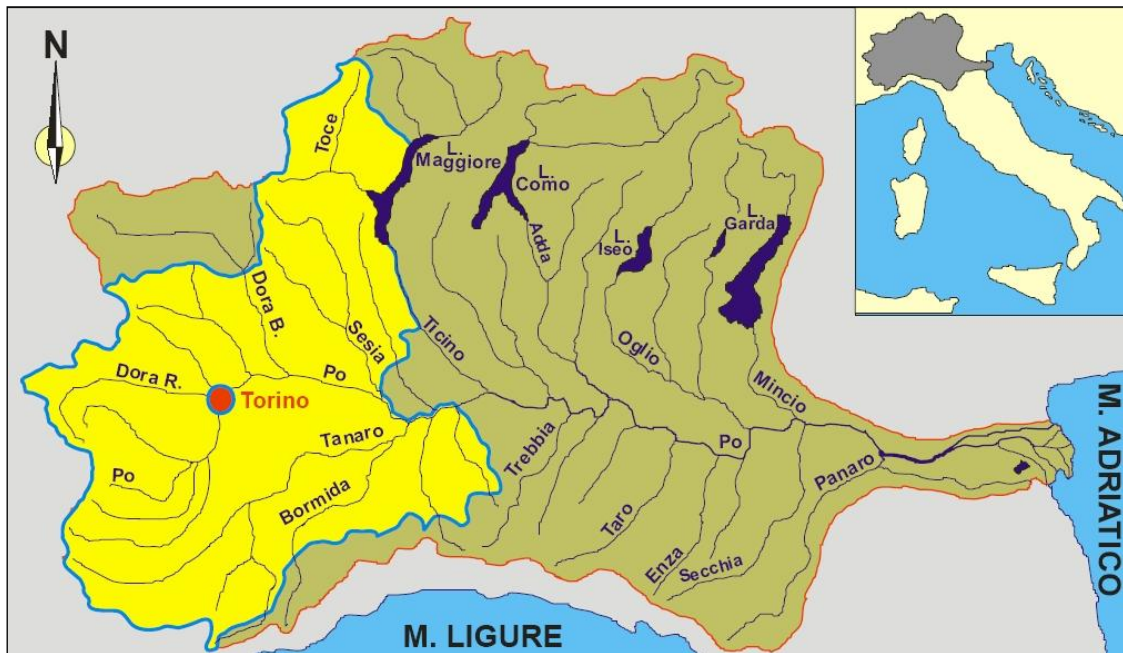 N
Toce
L.
Maggiore
L.
Como
L.
Garda
L.
Iseo
Adda
Dora B.
Sesia
Ticino
Oglio
Dora R.
Po
Torino
Mincio
Tanaro
Trebbia
Po
Po
Panaro
Bormida
Taro
Enza
Secchia
M. ADRIATICO
M. LIGURE